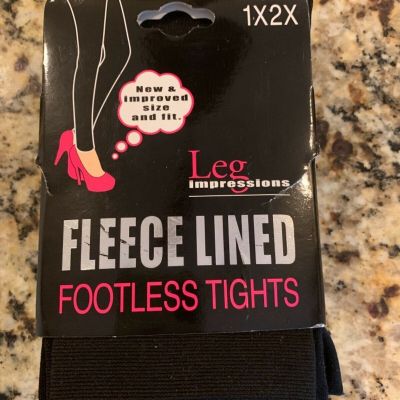 1X2X
New &
improved
size
and fit.
Leg
impressions
FLEECE LINED
FOOTLESS TIGHTS